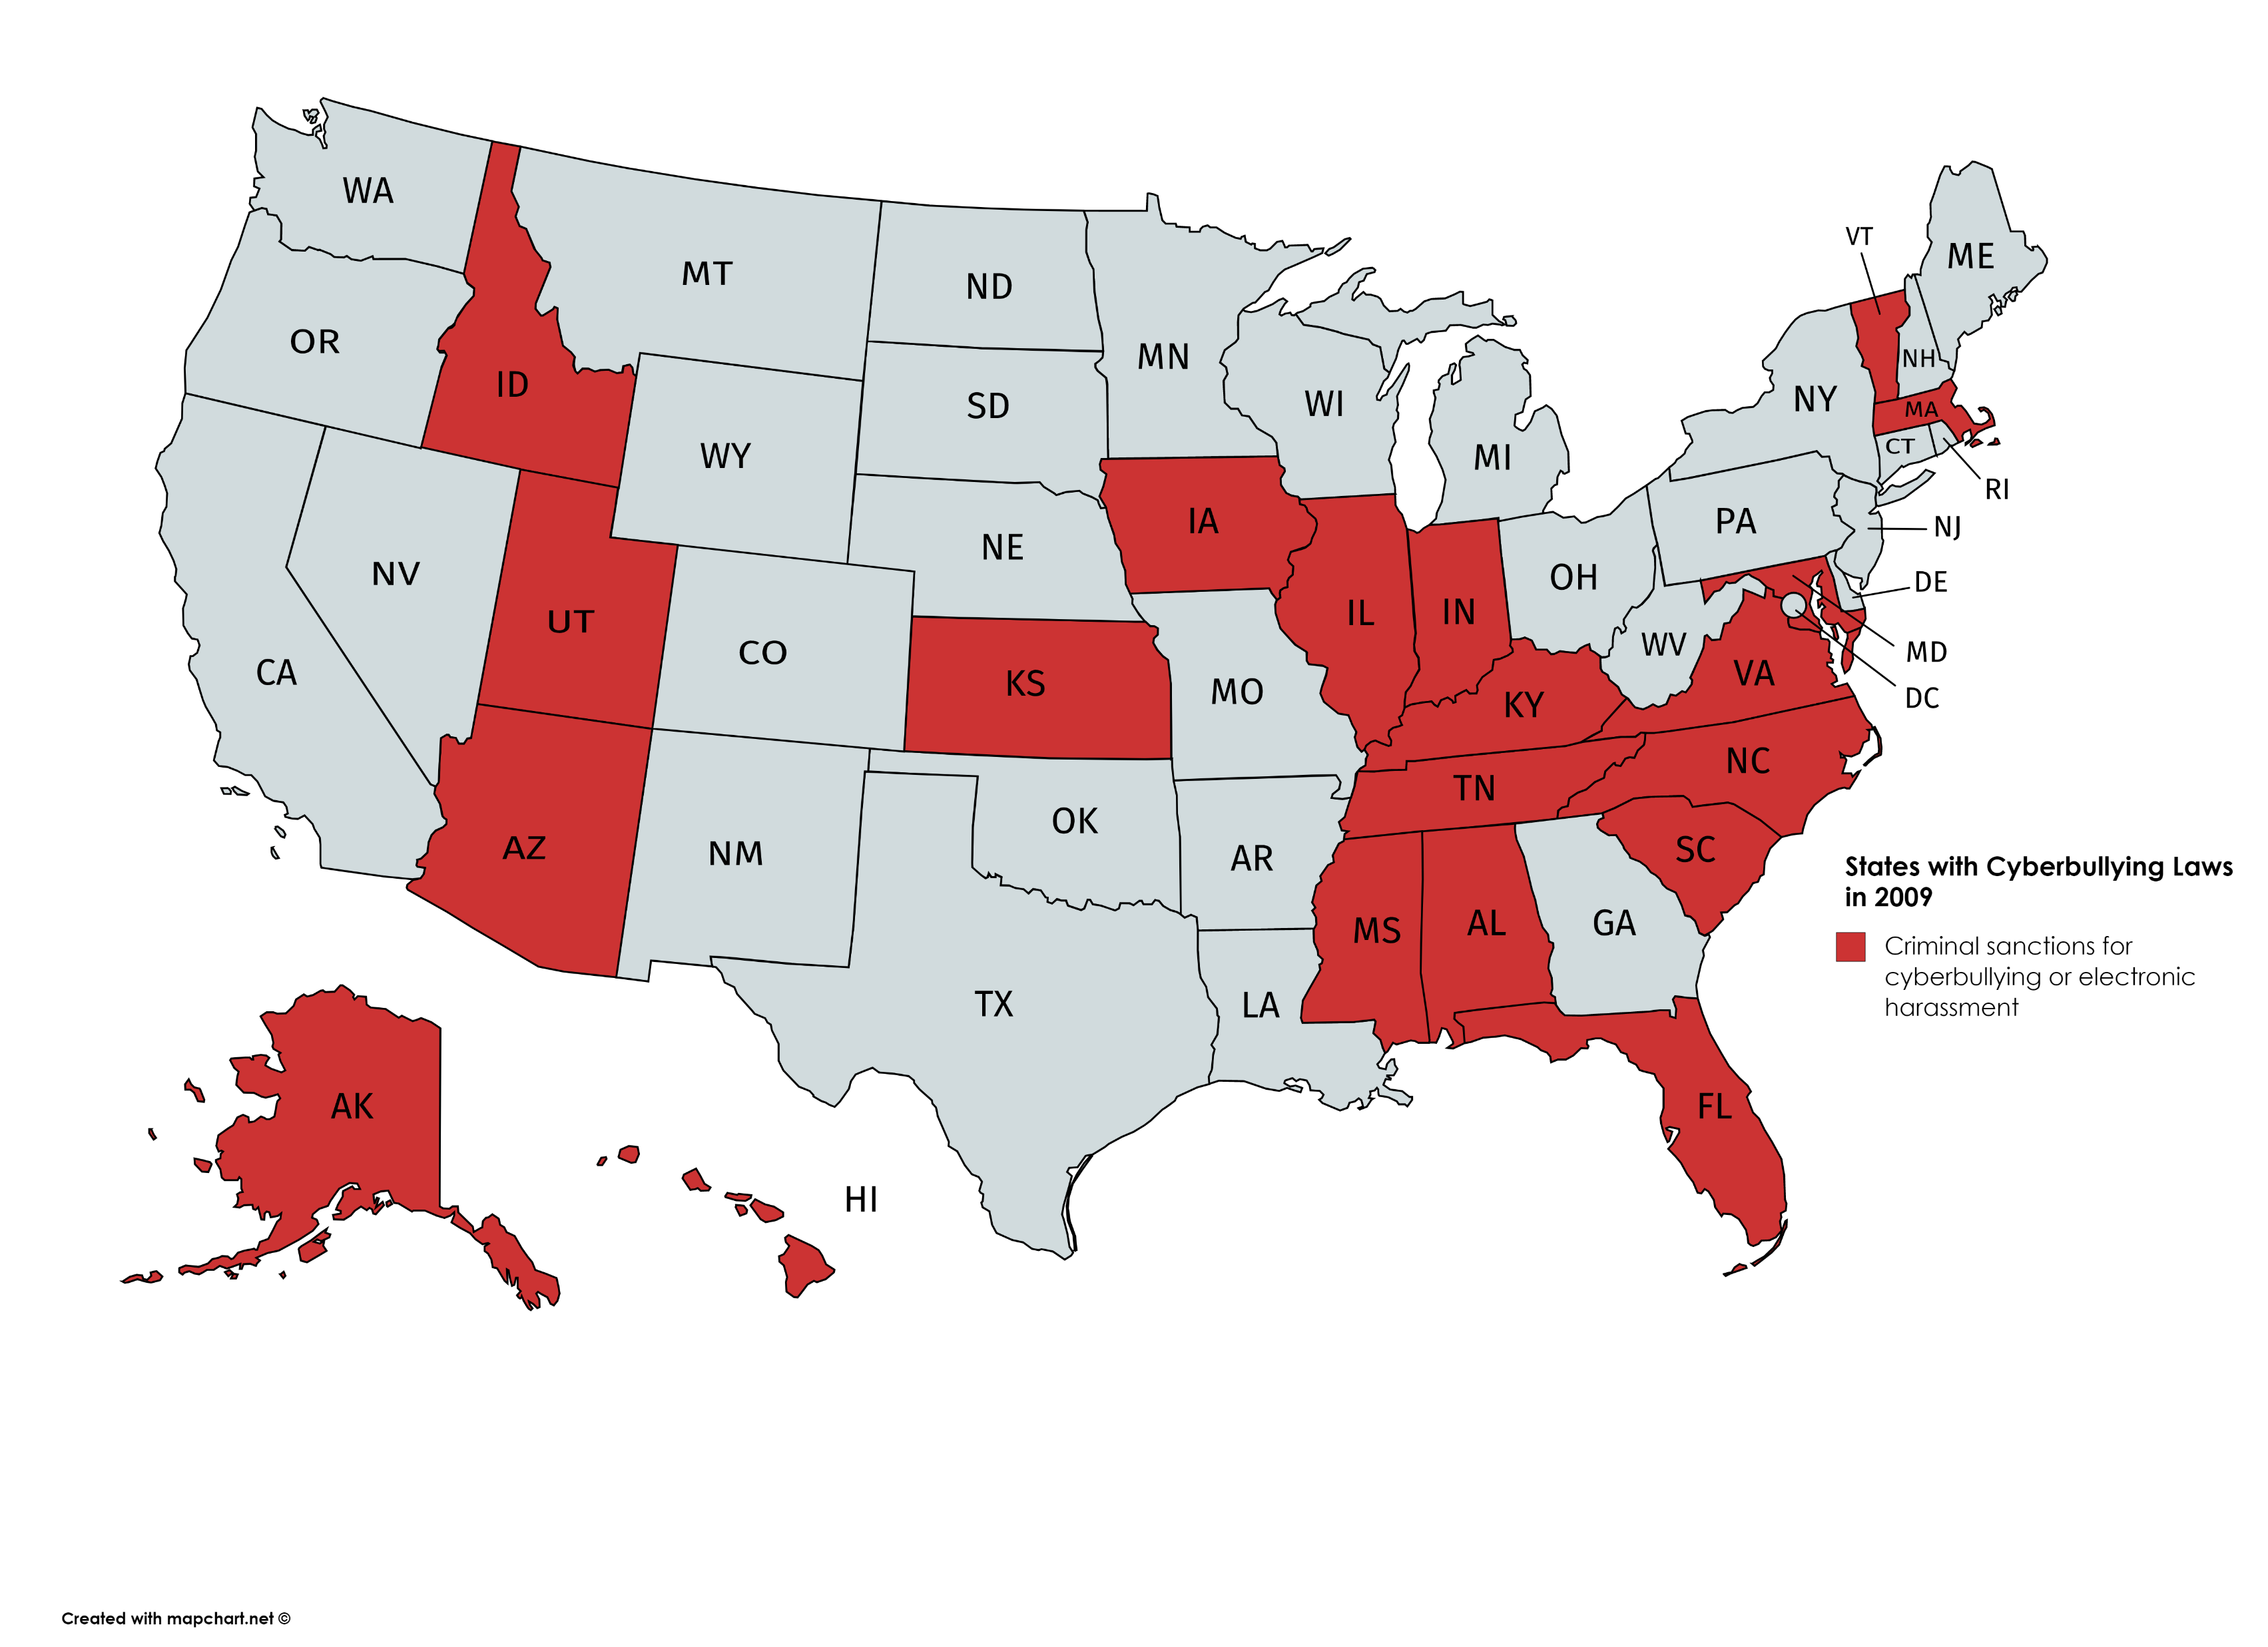 WA
VT
ME
MT
ND
OR
MN
NH
ID
NY
WI
SD
MA
CT
WY
MI
RI
IA
PA
NJ
NE
NV
OH
DE
UT
IL
IN
CO
WV
MD
CA
KS
VA
MO
DC
KY
NC
TN
OK
AZ
NM
AR
SC
States with Cyberbullying Laws
in 2009
MS
AL
GA
Criminal sanctions for
cyberbullying or electronic
harassment
TX
LA
AK
FL
HI
Created with mapchart.net ©